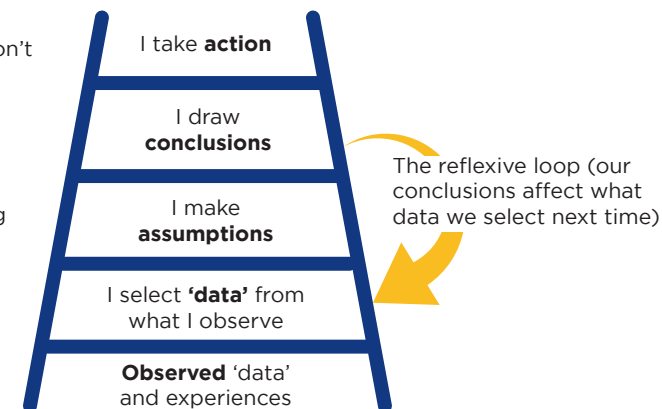 on't
I take action
I draw
conclusions
The reflexive loop (our
conclusions affect what
data we select next time)
g
I make
assumptions
I select ‘data’ from
what I observe
Observed ‘data’
and experiences